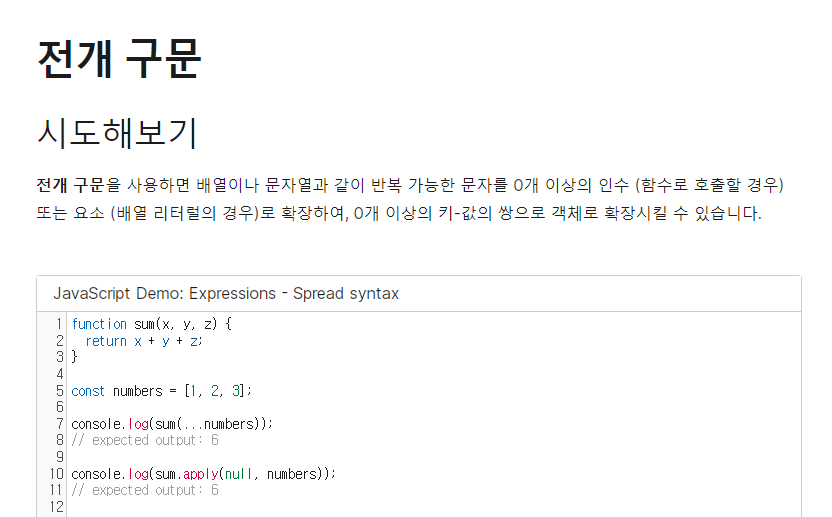 전개 구문
시도해보기
전개 구문을 사용하면 배열이나 문자열과 같이 반복 가능한 문자를 0개 이상의 인수 (함수로 호출할 경우)
또는 요소 (배열 리터럴의 경우)로 확장하여, 0개 이상의 키-값의 쌍으로 객체로 확장시킬 수 있습니다.
JavaScript Demo: Expressions - Spread syntax
1 function sum(x, y, z) {
2   return x + y + z;
3 }
4
5 const numbers = [1, 2, 3];
6
7 console.log(sum(...numbers));
8 // expected output: 6
9
10 console.log(sum.apply(null, numbers));
11 // expected output: 6
12